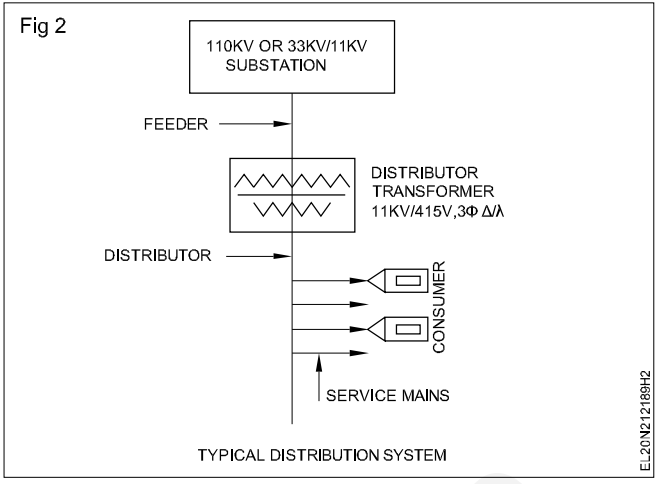 Fig 2
110KV OR 33KV/11KV
SUBSTATION
FEEDER
DISTRIBUTOR
TRANSFORMER
11KV/415V,3Φ Δ/λ
DISTRIBUTOR
CONSUMER
SERVICE MAINS
TYPICAL DISTRIBUTION SYSTEM
EL20N212189H2